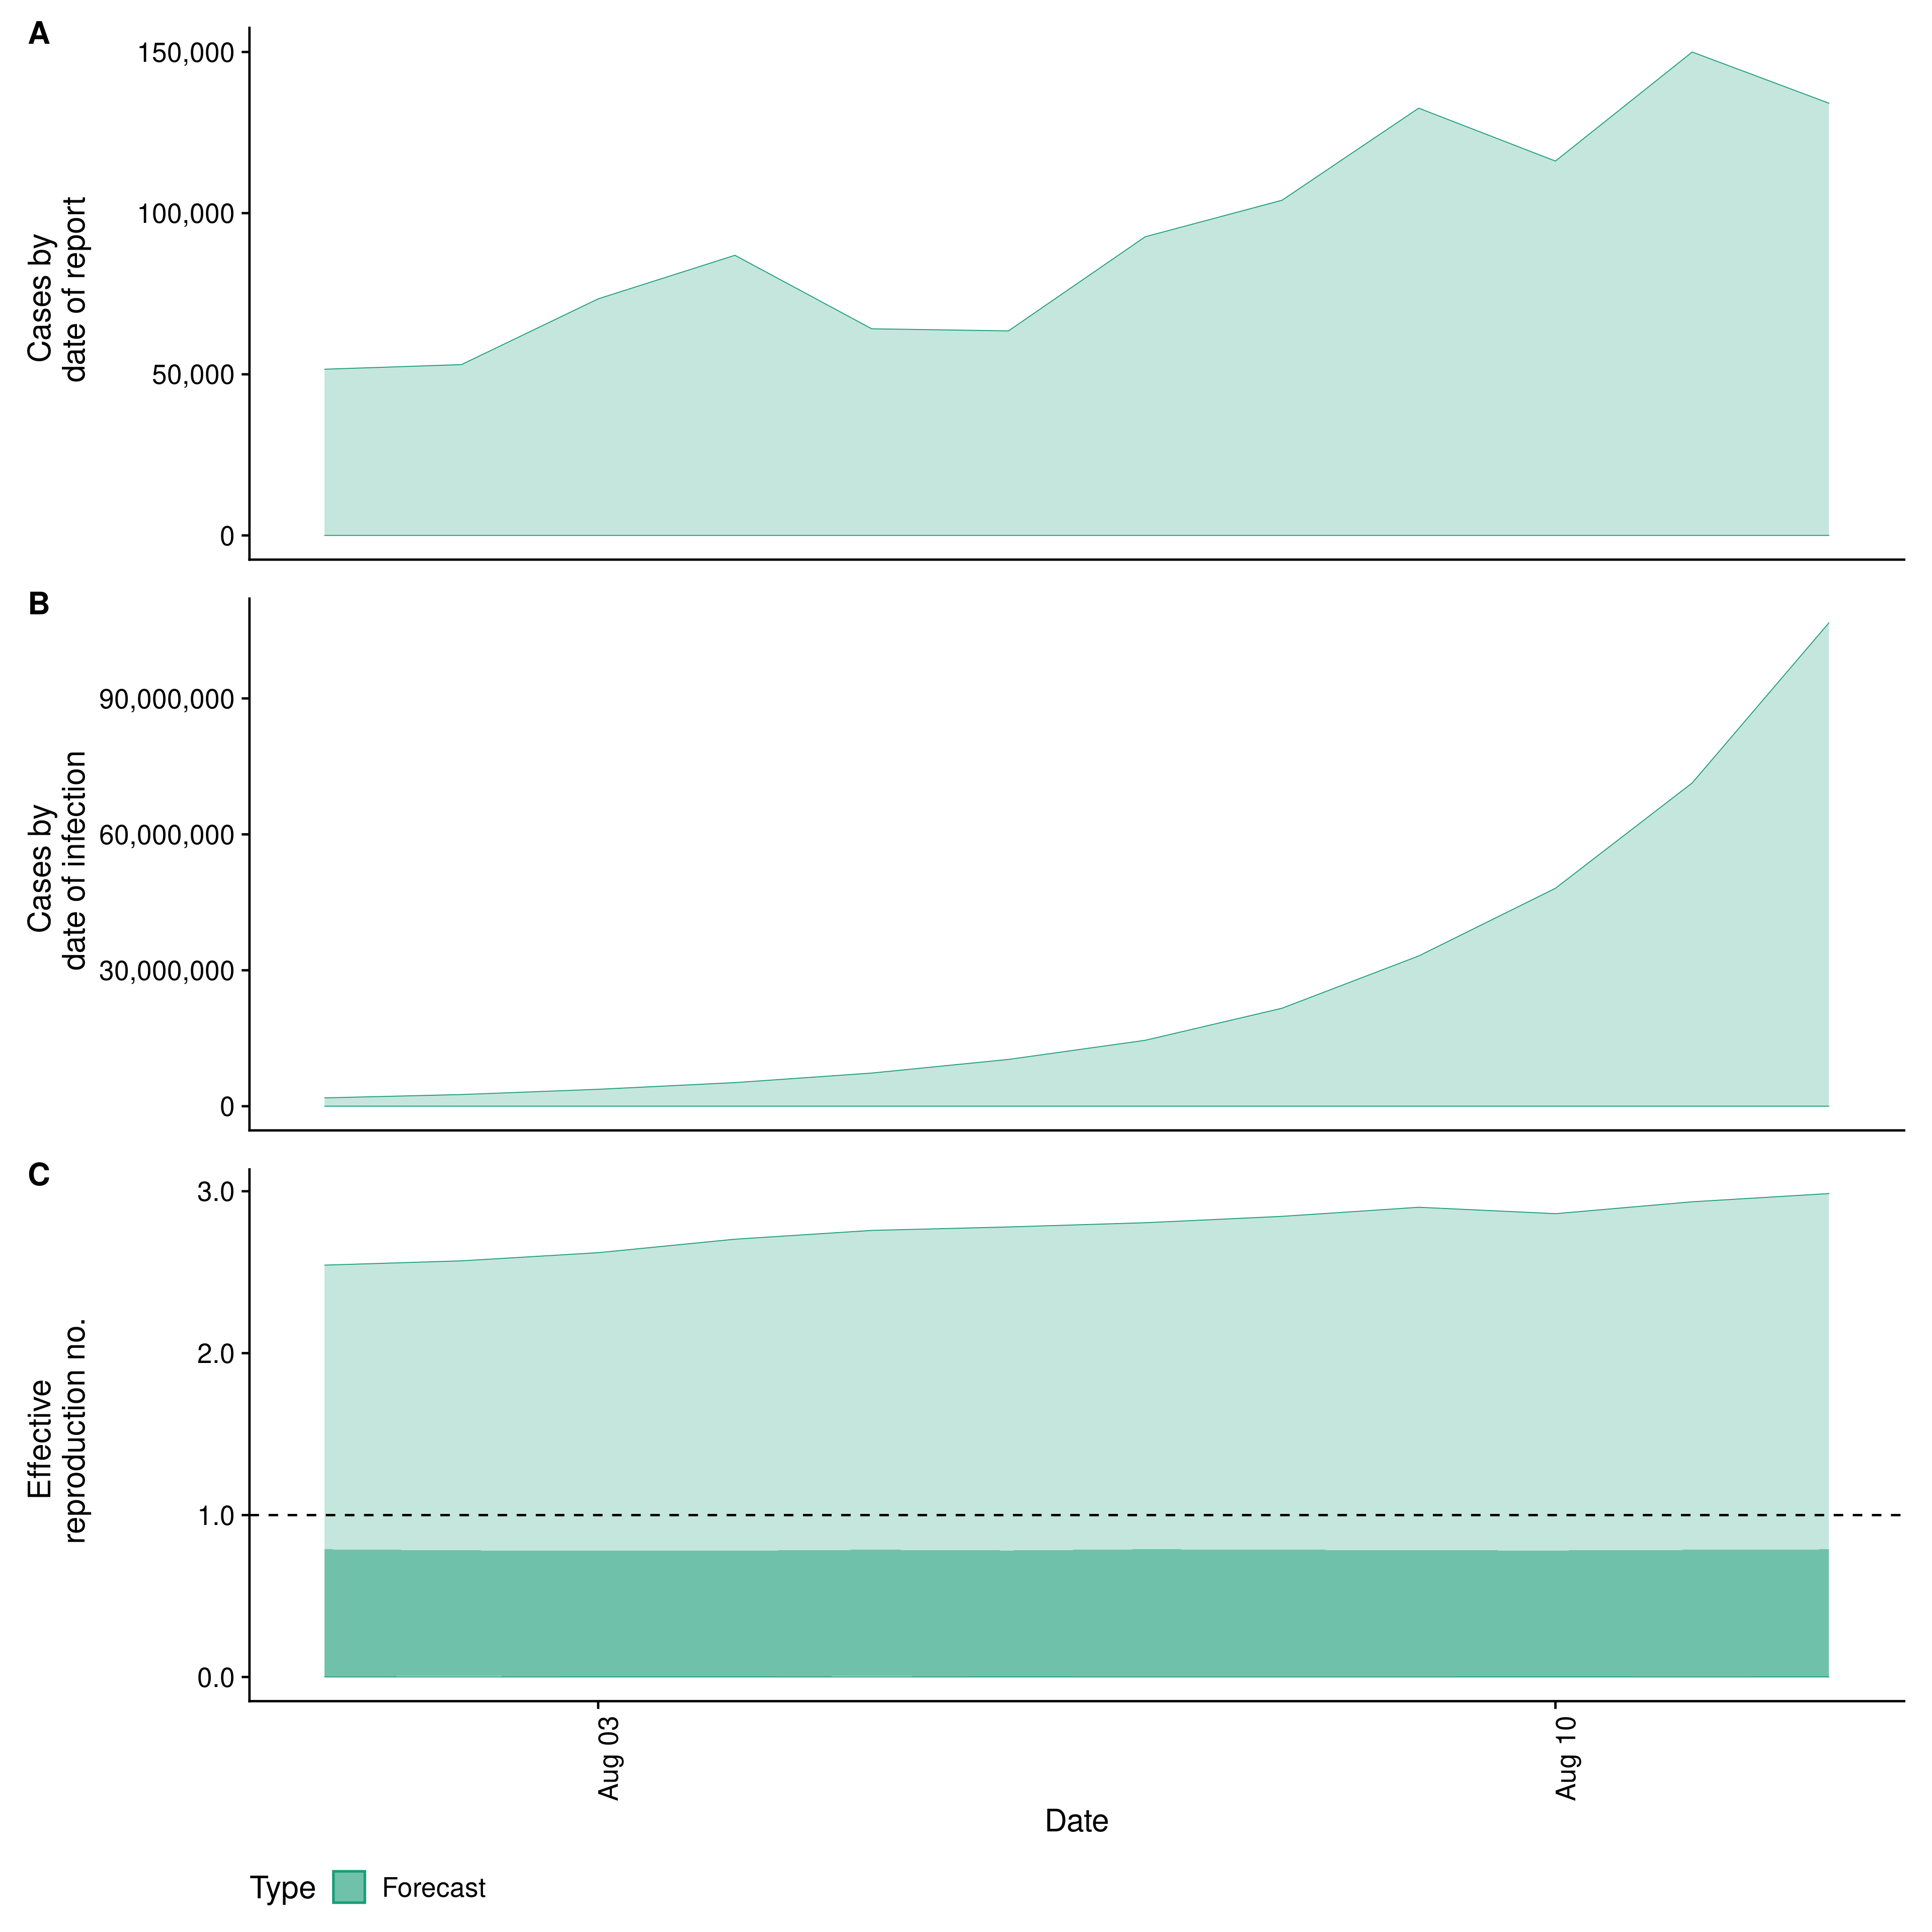 A
150,000
100,000
50,000
0
Cases by
date of report
B
90,000,000
60,000,000
30,000,000
0
Cases by
date of infection
C
3.0
2.0
1.0
0.0
Effective
reproduction no.
Aug 03
Aug 10
Date
Type
Forecast